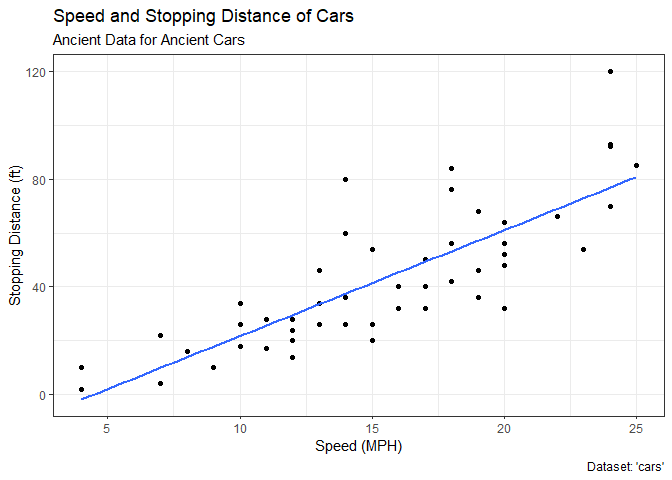 Speed and Stopping Distance of Cars
Ancient Data for Ancient Cars
Stopping Distance (ft)
120
80
40
0
5 10 15 20 25
Speed (MPH)
Dataset: 'cars'